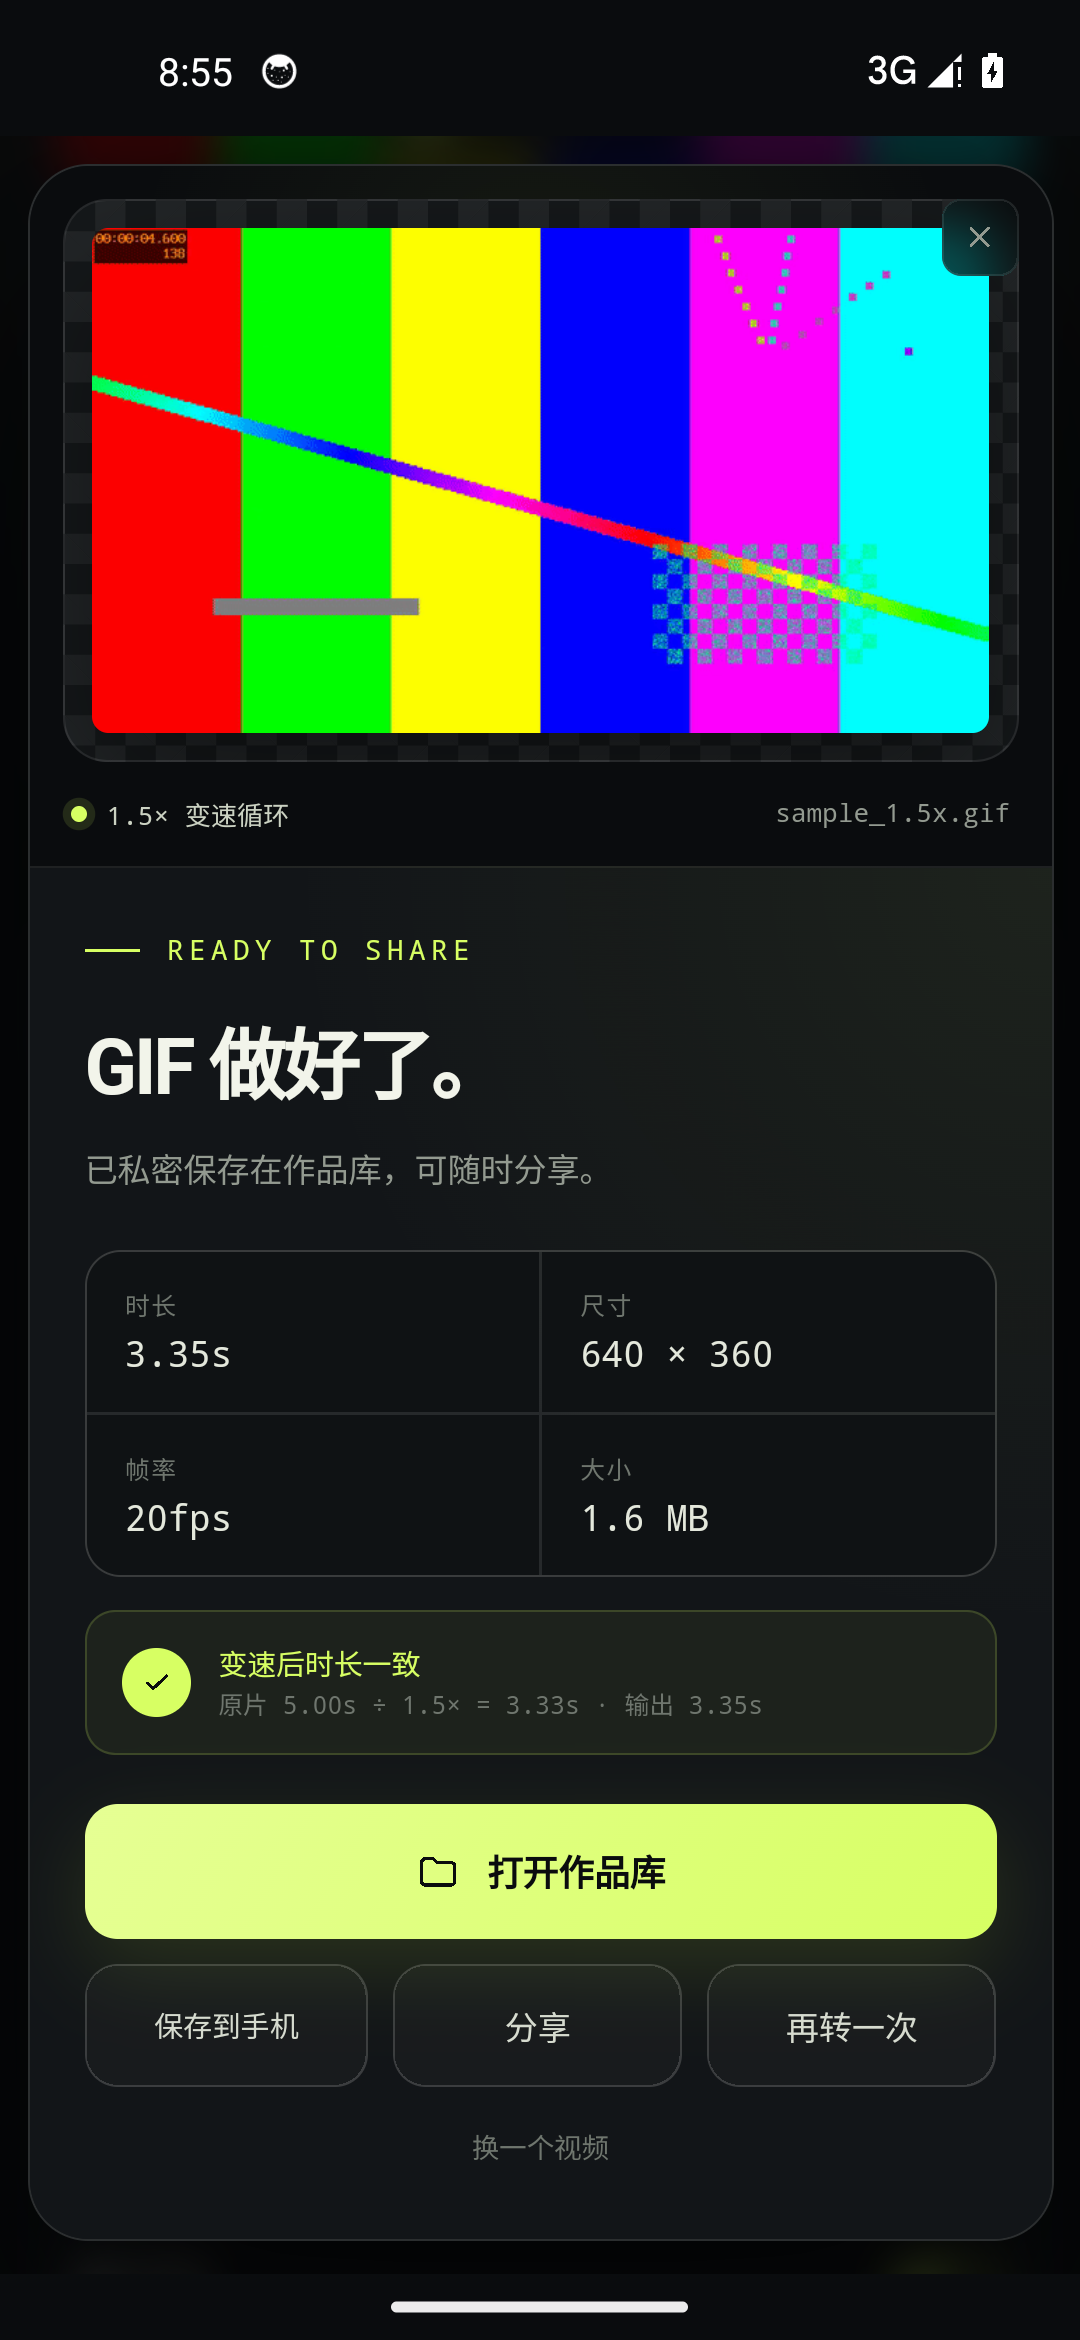 8:55
3G
00:00:04.600
138
1.5× 变速循环
sample_1.5x.gif
READY TO SHARE
GIF 做好了。
已私密保存在作品库，可随时分享。
时长
3.35s
尺寸
640 × 360
帧率
20fps
大小
1.6 MB
变速后时长一致
原片 5.00s ÷ 1.5× = 3.33s · 输出 3.35s
打开作品库
保存到手机
分享
再转一次
换一个视频